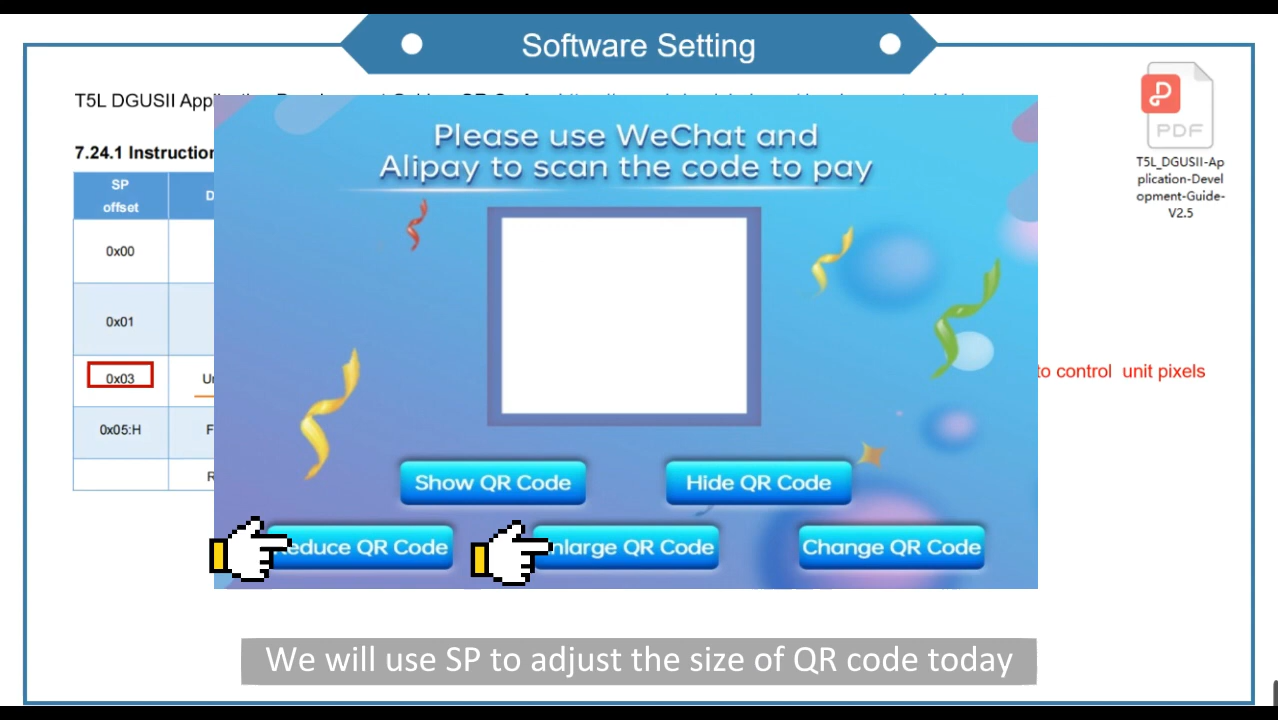 Software Setting
T5L DGUSII
PDF
T5L_DGUSII-Ap
plication-Devel
opment-Guide-
V2.5
7.24.1
SP
offset
0x00
0x01
0x03
0x05:H
to control unit pixels
Please use WeChat and
Alipay to scan the code to pay
Show QR Code
Hide QR Code
educe QR Code
nlarge QR Code
Change QR Code
We will use SP to adjust the size of QR code today